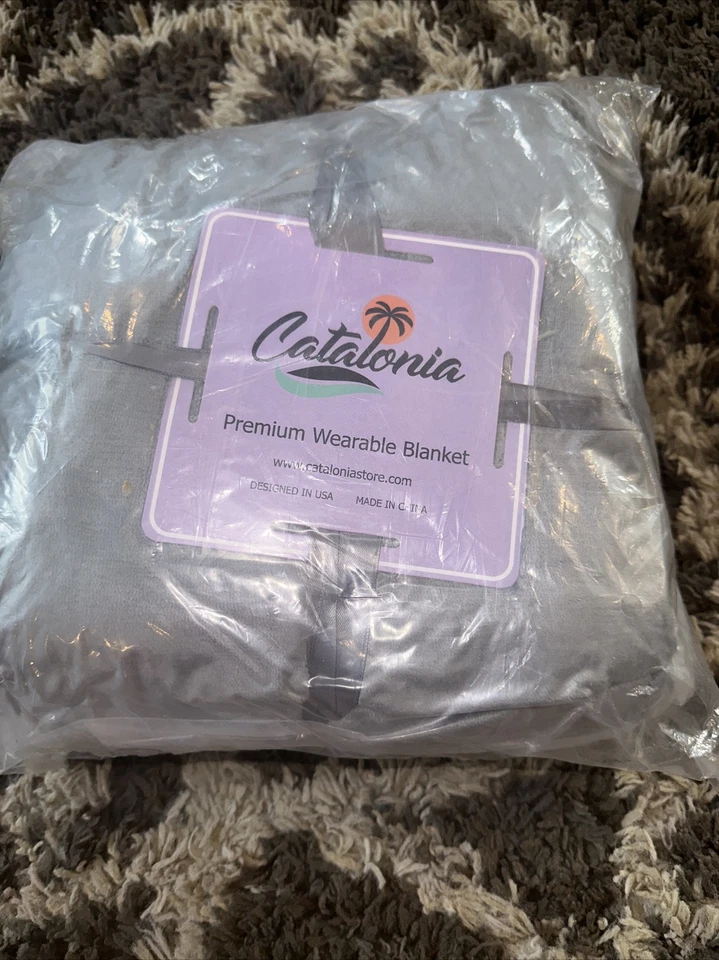 Catalonia
Premium Wearable Blanket
www.cataloniastore.com
DESIGNED IN USA MADE IN CHINA